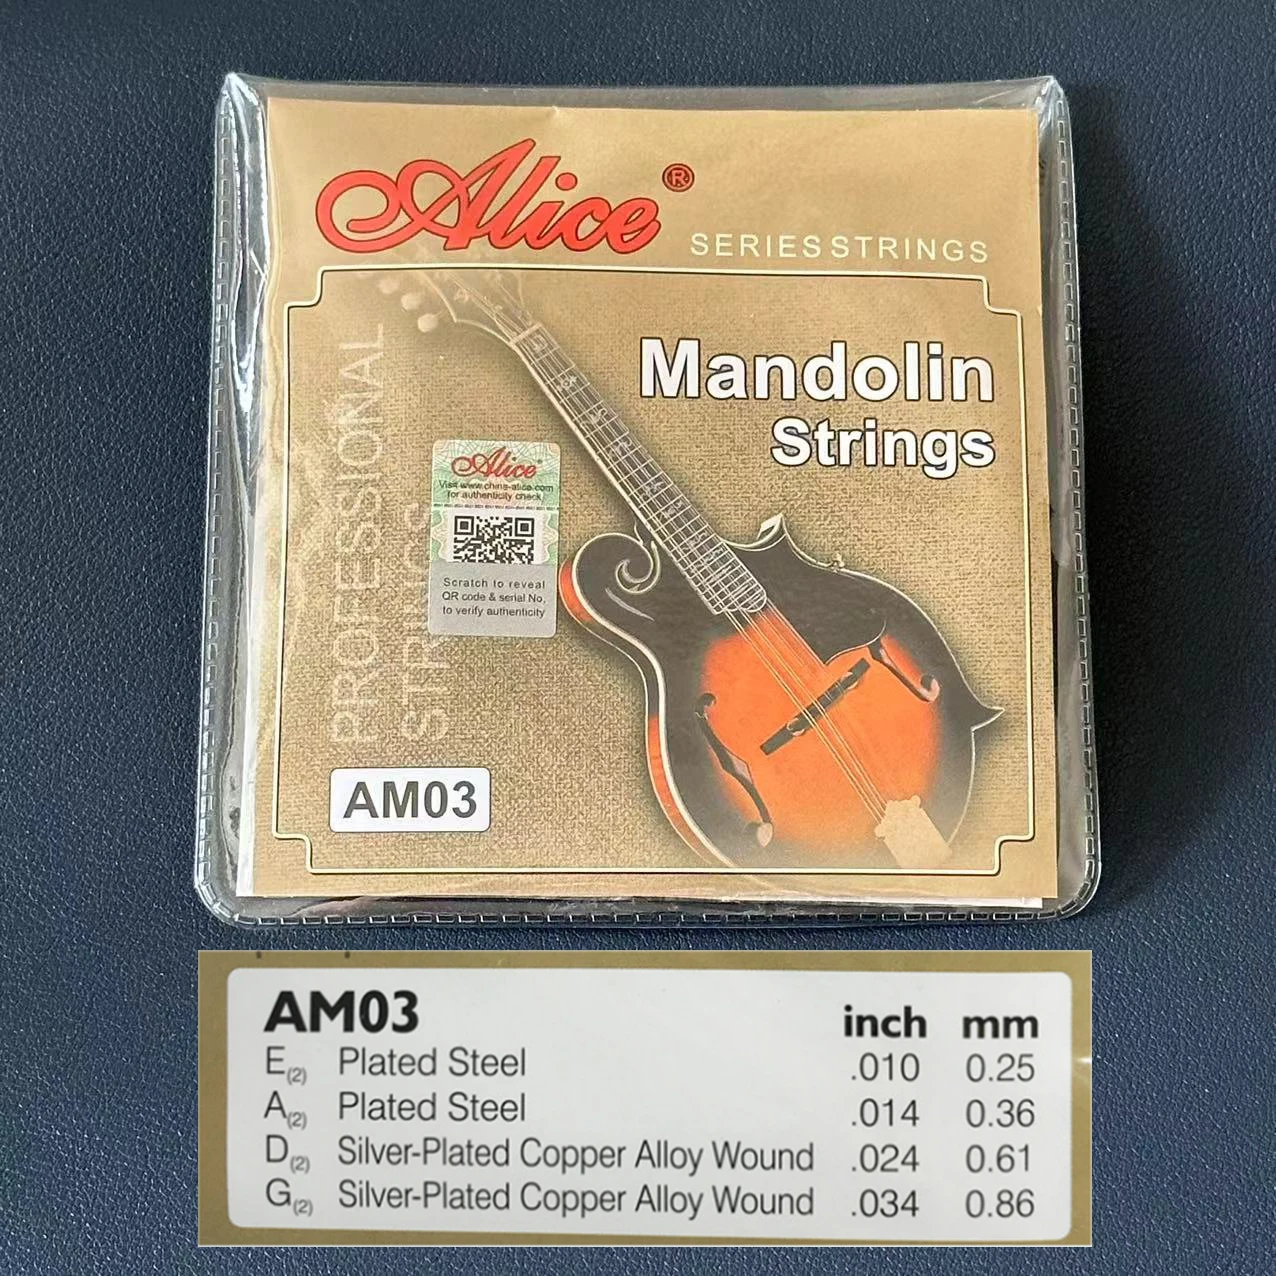 Alice®
SERIES STRINGS
Mandolin
Strings
PROFESSIONAL
STRINGS
Alice®
Visit www.china-alice.com
for authenticity check
Scratch to reveal
QR code & serial No,
to verify authenticity
AM03
AM03 inch mm
E(2) Plated Steel .010 0.25
A(2) Plated Steel .014 0.36
D(2) Silver-Plated Copper Alloy Wound .024 0.61
G(2) Silver-Plated Copper Alloy Wound .034 0.86